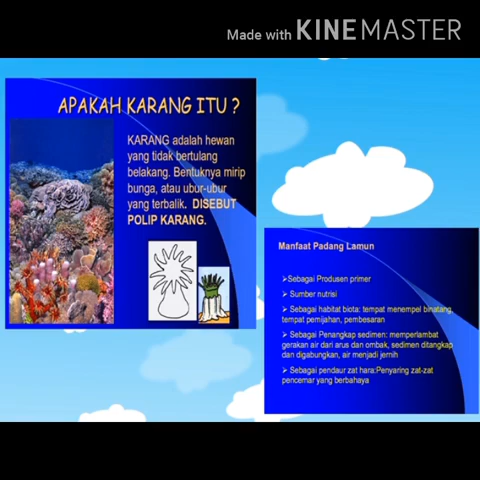 Made with KINEMASTER
APAKAH KARANG ITU ?
KARANG adalah hewan
yang tidak bertulang
belakang. Bentuknya mirip
bunga, atau ubur-ubur
yang terbalik. DISEBUT
POLIP KARANG.
Manfaat Padang Lamun
➢Sebagai Produsen primer
➢ Sumber nutrisi
➢ Sebagai habitat biota: tempat menempel binatang,
tempat pemijahan, pembesaran
➢ Sebagai Penangkap sedimen: memperlambat
gerakan air dari arus dan ombak, sedimen ditangkap
dan digabungkan, air menjadi jernih
➢ Sebagai pendaur zat hara:Penyaring zat-zat
pencemar yang berbahaya